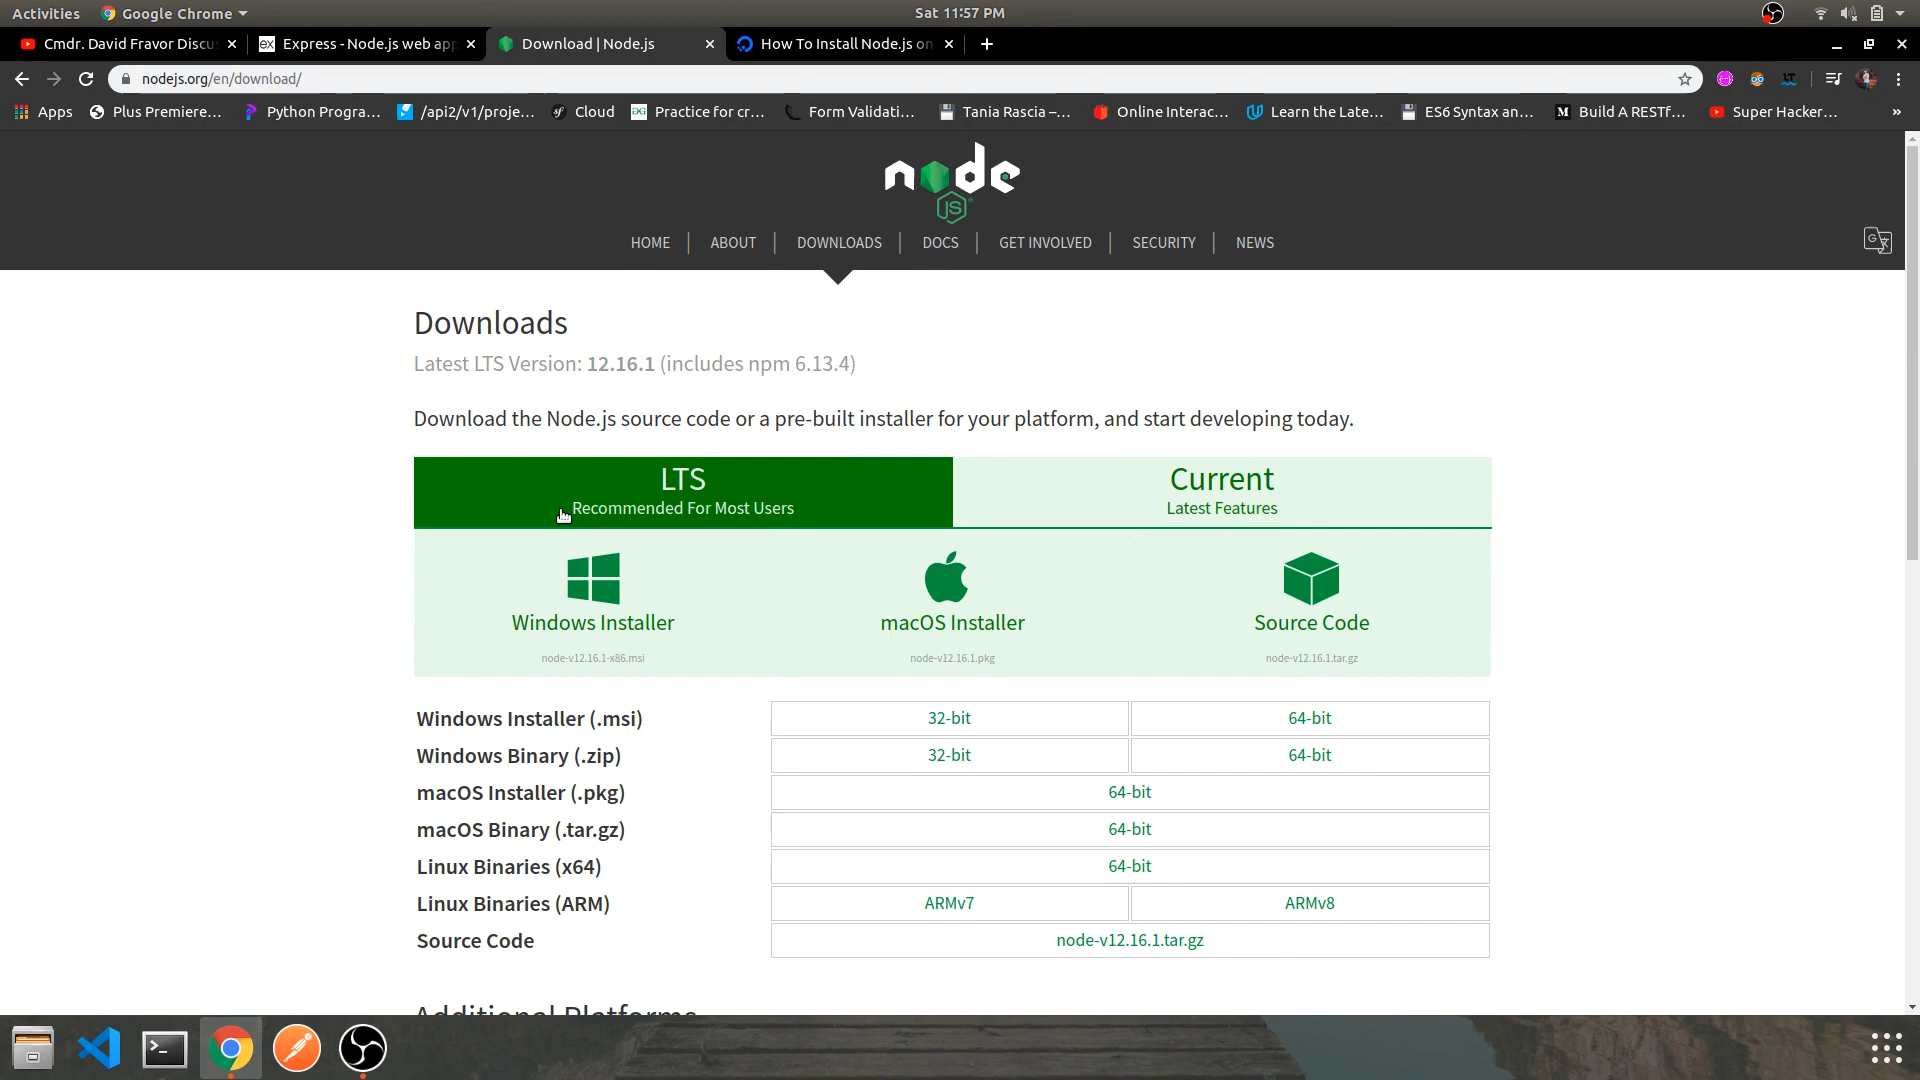 Activities Google Chrome Sat 11:57 PM
Cmdr. David Fravor Discu Express - Node.js web app Download | Node.js How To Install Node.js on
nodejs.org/en/download/
Apps Plus Premiere... Python Progra... /api2/v1/proje... Cloud Practice for cr... Form Validati... Tania Rascia –... Online Interac... Learn the Late... ES6 Syntax an... Build A RESTf... Super Hacker... »
node
JS
HOME ABOUT DOWNLOADS DOCS GET INVOLVED SECURITY NEWS
Downloads
Latest LTS Version: 12.16.1 (includes npm 6.13.4)
Download the Node.js source code or a pre-built installer for your platform, and start developing today.
LTS Current
Recommended For Most Users Latest Features
Windows Installer macOS Installer Source Code
node-v12.16.1-x86.msi node-v12.16.1.pkg node-v12.16.1.tar.gz
Windows Installer (.msi) 32-bit 64-bit
Windows Binary (.zip) 32-bit 64-bit
macOS Installer (.pkg) 64-bit
macOS Binary (.tar.gz) 64-bit
Linux Binaries (x64) 64-bit
Linux Binaries (ARM) ARMv7 ARMv8
Source Code node-v12.16.1.tar.gz
Additional Platforms